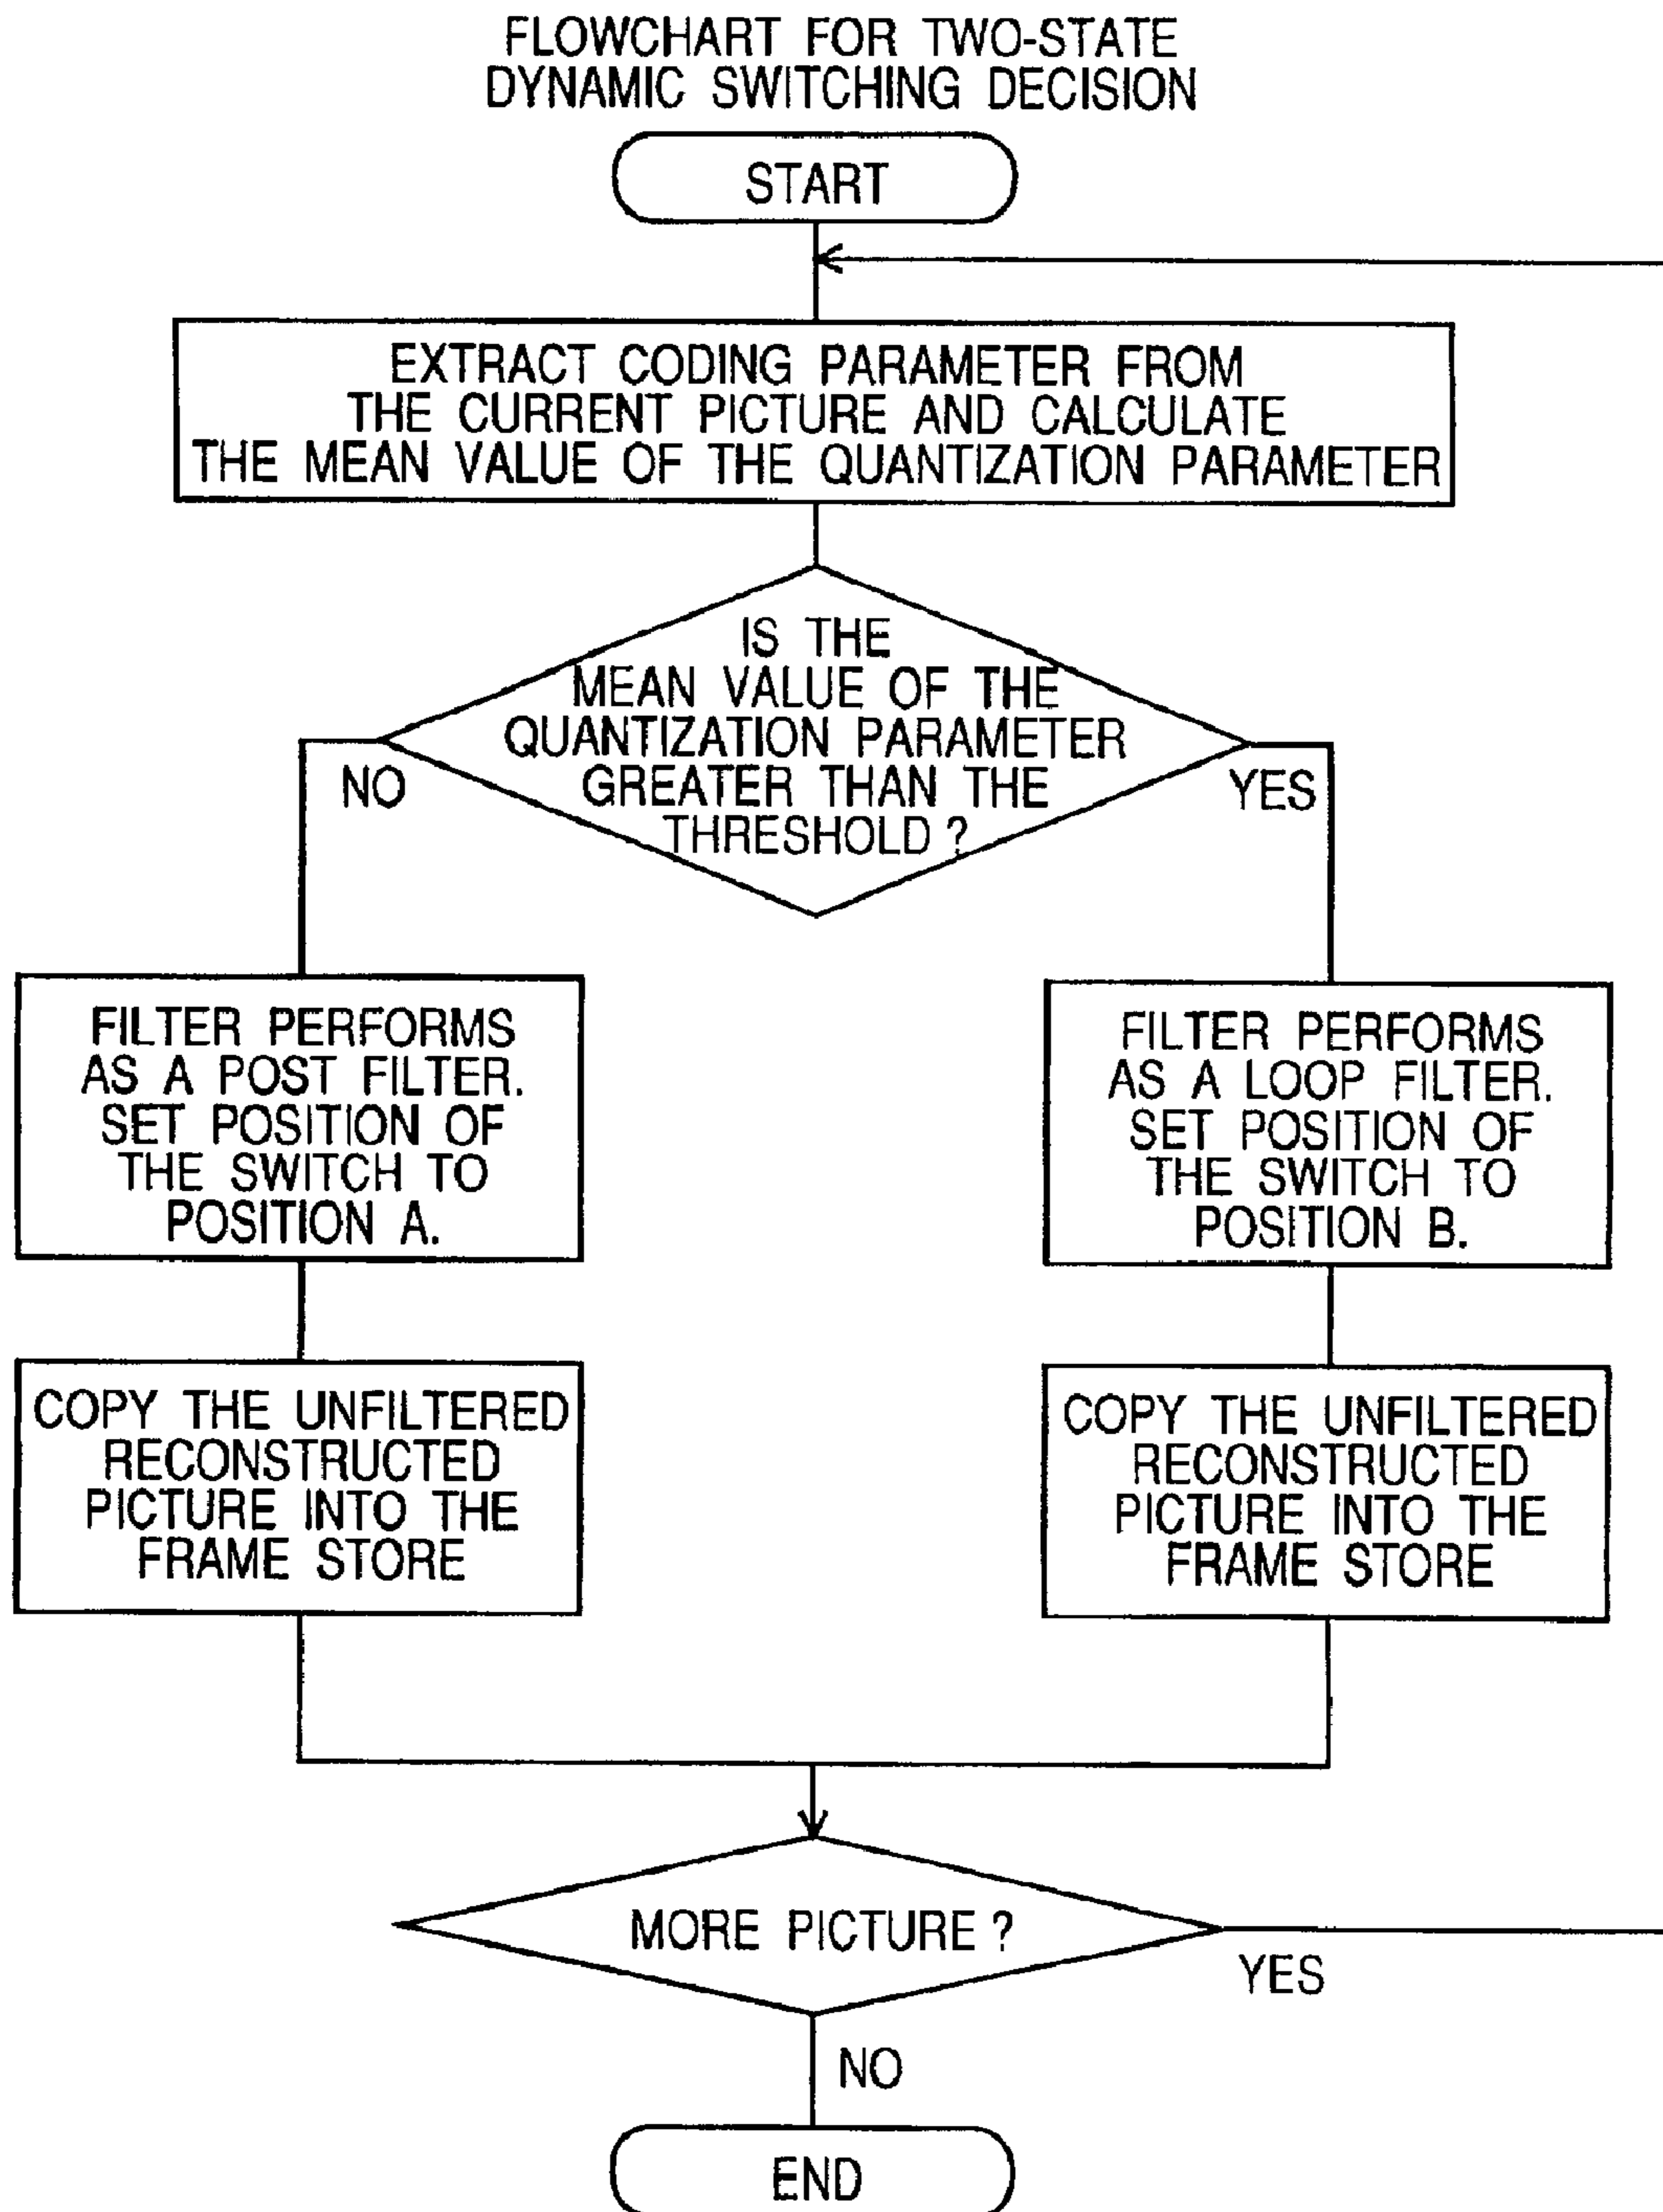 FLOWCHART FOR TWO-STATE
DYNAMIC SWITCHING DECISION
START
EXTRACT CODING PARAMETER FROM
THE CURRENT PICTURE AND CALCULATE
THE MEAN VALUE OF THE QUANTIZATION PARAMETER
IS THE
MEAN VALUE OF THE
QUANTIZATION PARAMETER
GREATER THAN THE
THRESHOLD ?
NO
YES
FILTER PERFORMS
AS A POST FILTER.
SET POSITION OF
THE SWITCH TO
POSITION A.
FILTER PERFORMS
AS A LOOP FILTER.
SET POSITION OF
THE SWITCH TO
POSITION B.
COPY THE UNFILTERED
RECONSTRUCTED
PICTURE INTO THE
FRAME STORE
COPY THE UNFILTERED
RECONSTRUCTED
PICTURE INTO THE
FRAME STORE
MORE PICTURE ?
YES
NO
END